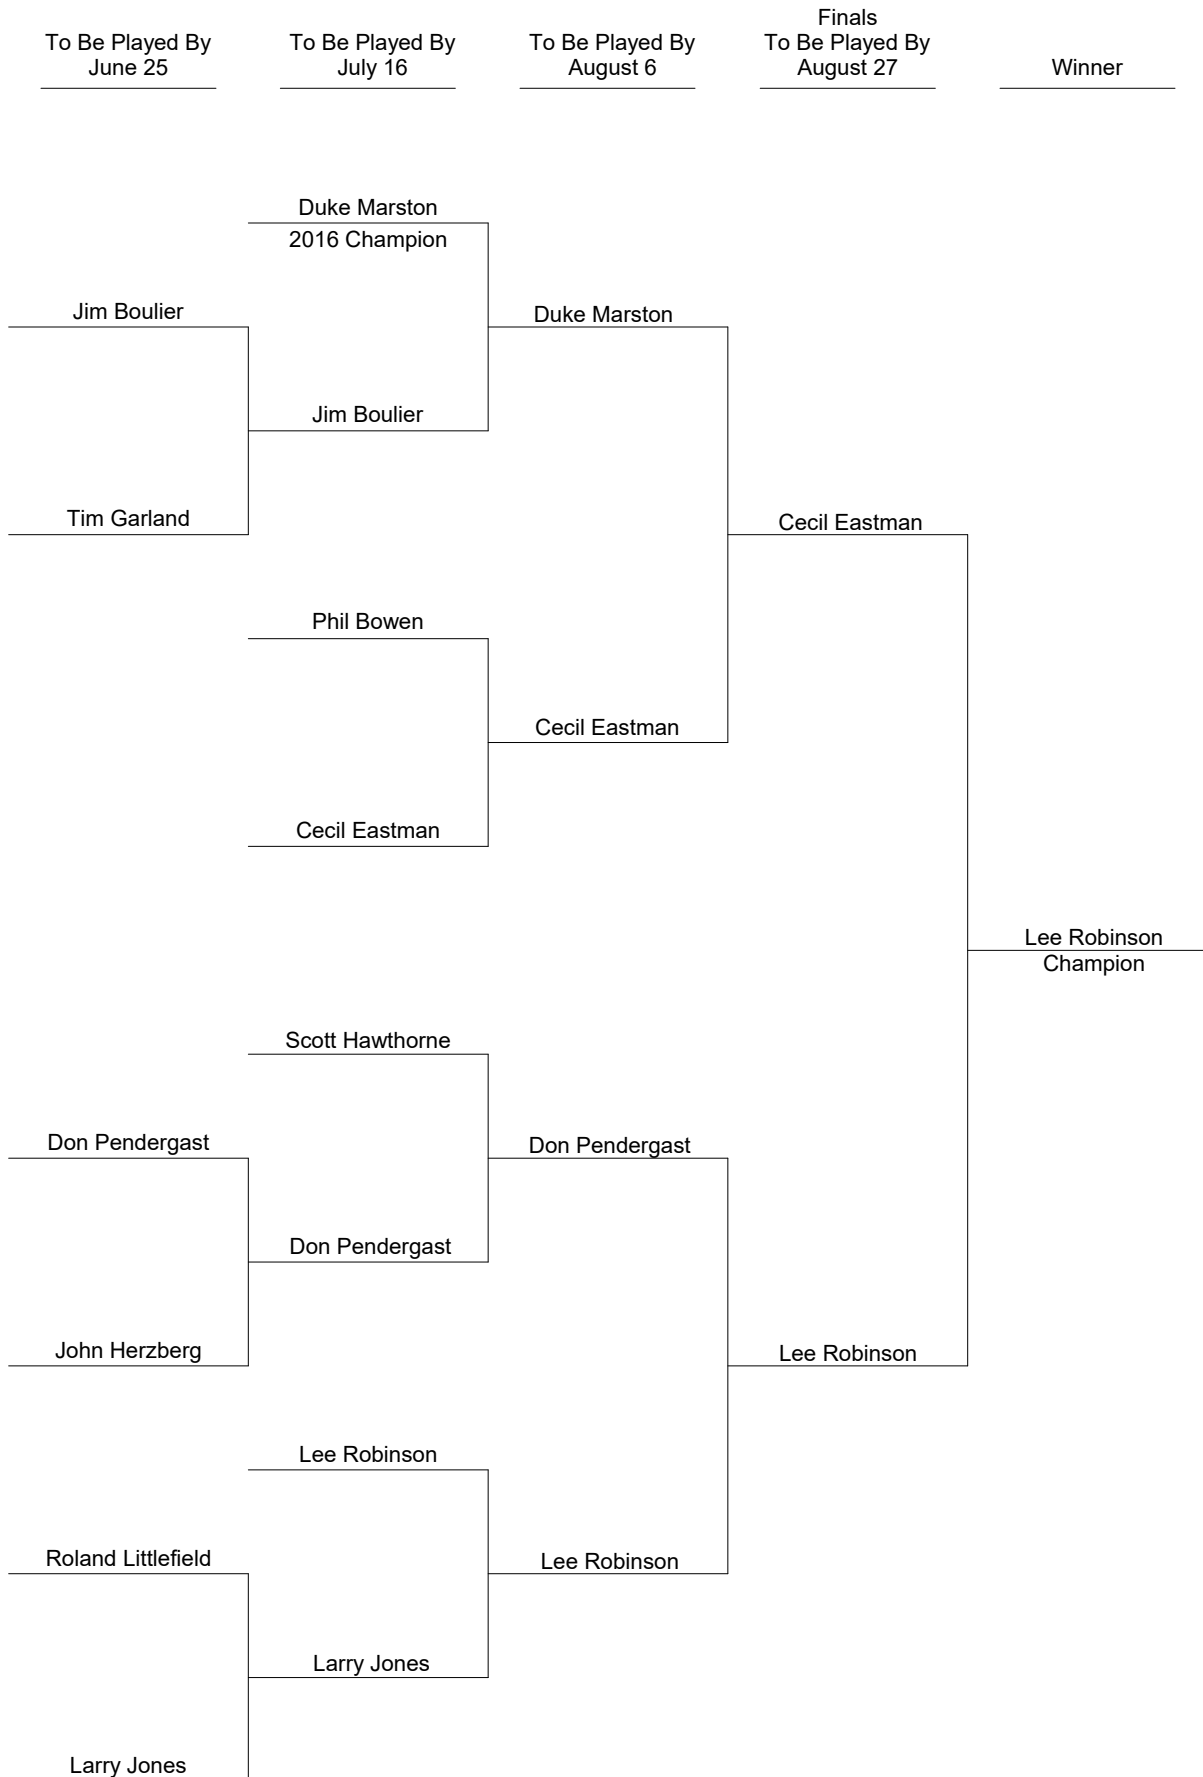 Finals
To Be Played By
June 25
To Be Played By
July 16
To Be Played By
August 6
To Be Played By
August 27
Winner
Duke Marston
2016 Champion
Jim Boulier
Duke Marston
Jim Boulier
Tim Garland
Cecil Eastman
Phil Bowen
Cecil Eastman
Cecil Eastman
Lee Robinson
Champion
Scott Hawthorne
Don Pendergast
Don Pendergast
Don Pendergast
John Herzberg
Lee Robinson
Lee Robinson
Roland Littlefield
Lee Robinson
Larry Jones
Larry Jones